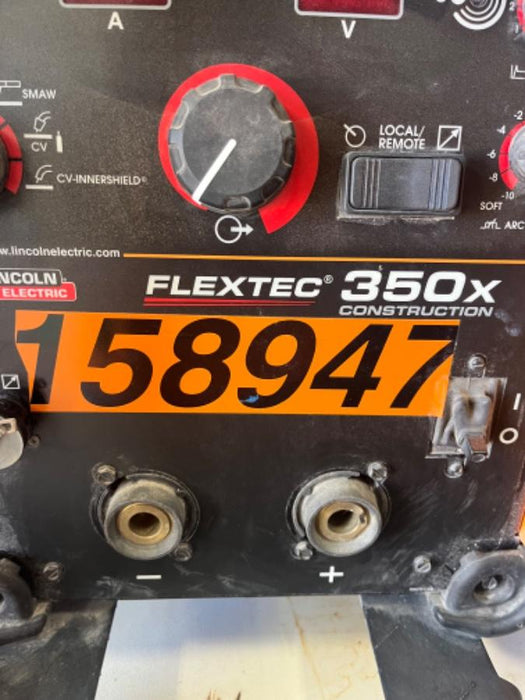 A V
SMAW
CV
CV-INNERSHIELD®
LOCAL/
REMOTE
-2
-4
-6
-8
-10
SOFT
ARC
w.lincolnelectric.com
NCOLN
ELECTRIC
FLEXTEC® 350X
CONSTRUCTION
158947
I
O
− +